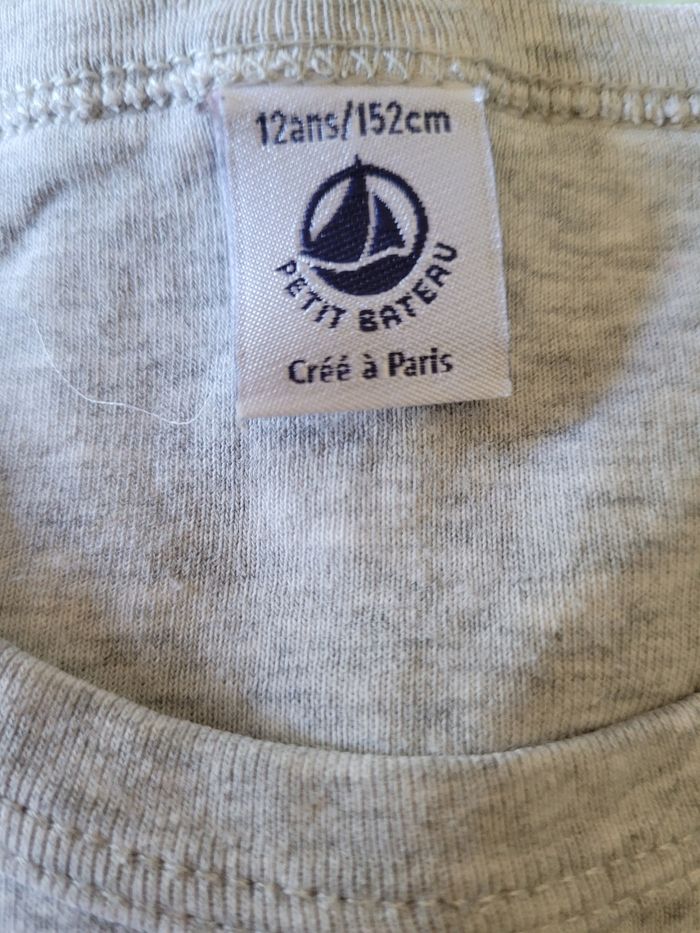 12ans/152cm
PETIT BATEAU
Créé à Paris